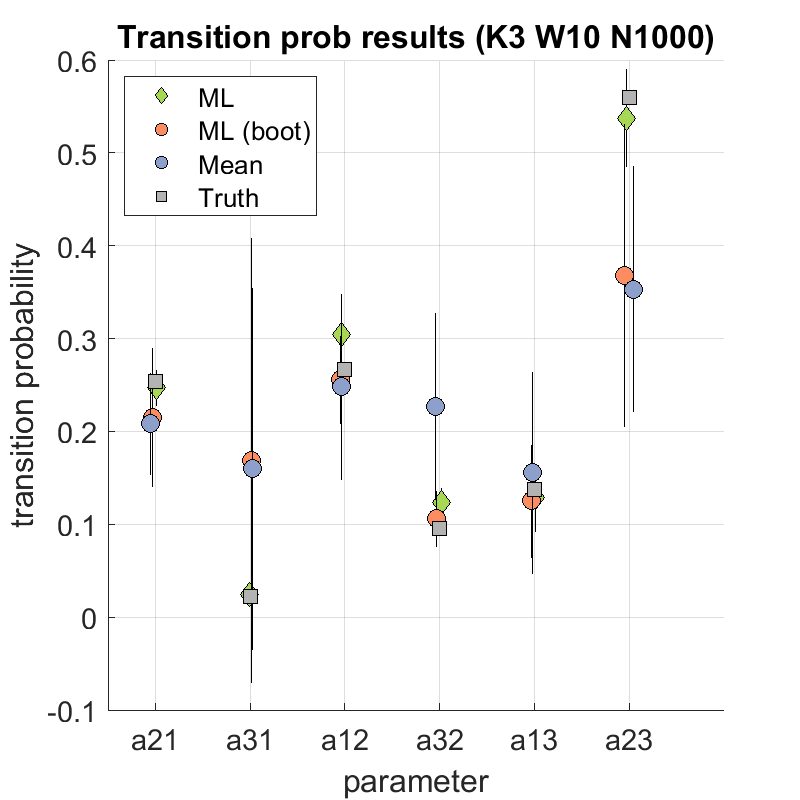 Transition prob results (K3 W10 N1000)
ML
ML (boot)
Mean
Truth
transition probability
0.6
0.5
0.4
0.3
0.2
0.1
0
-0.1
a21 a31 a12 a32 a13 a23
parameter